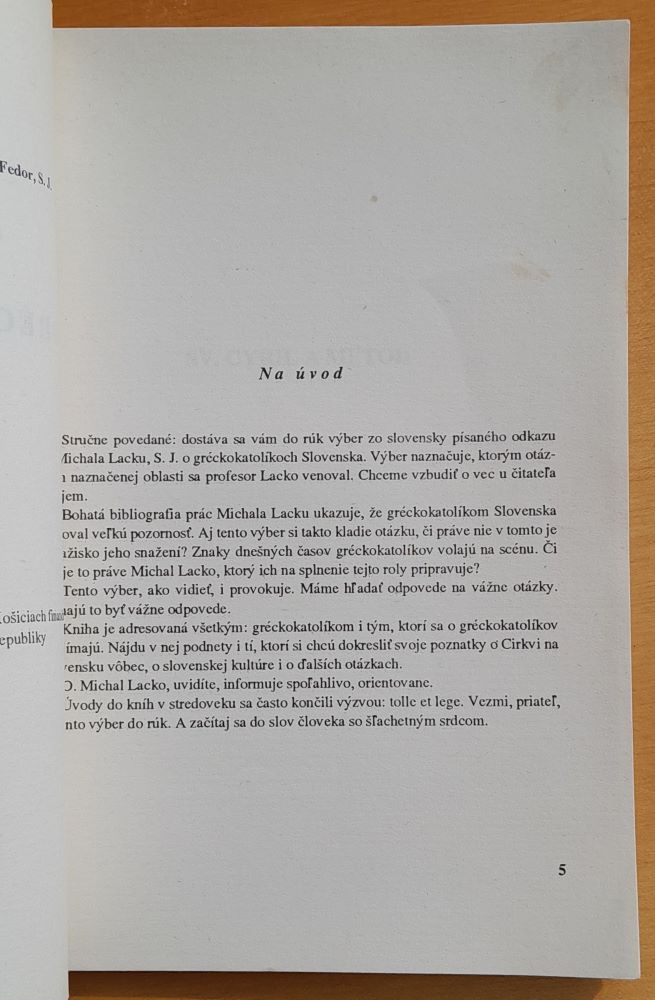 Fedor, S. J.
Na úvod
Stručne povedané: dostáva sa vám do rúk výber zo slovensky písaného odkazu
Michala Lacku, S. J. o gréckokatolíkoch Slovenska. Výber naznačuje, ktorým otáz-
naznačenej oblasti sa profesor Lacko venoval. Chceme vzbudiť o vec u čitateľa
jem.
Bohatá bibliografia prác Michala Lacku ukazuje, že gréckokatolíkom Slovenska
oval veľkú pozornosť. Aj tento výber si takto kladie otázku, či práve nie v tomto je
ažisko jeho snažení? Znaky dnešných časov gréckokatolíkov volajú na scénu. Či
je to práve Michal Lacko, ktorý ich na splnenie tejto roly pripravuje?
Tento výber, ako vidieť, i provokuje. Máme hľadať odpovede na vážne otázky.
ajú to byť vážne odpovede.
Kniha je adresovaná všetkým: gréckokatolíkom i tým, ktorí sa o gréckokatolíkov
ímajú. Nájdu v nej podnety i tí, ktorí si chcú dokresliť svoje poznatky o Cirkvi na
vensku vôbec, o slovenskej kultúre i o ďalších otázkach.
O. Michal Lacko, uvidíte, informuje spoľahlivo, orientovane.
Úvody do kníh v stredoveku sa často končili výzvou: tolle et lege. Vezmi, priateľ,
nto výber do rúk. A začítaj sa do slov človeka so šľachetným srdcom.
ošiciach
epubliky
5